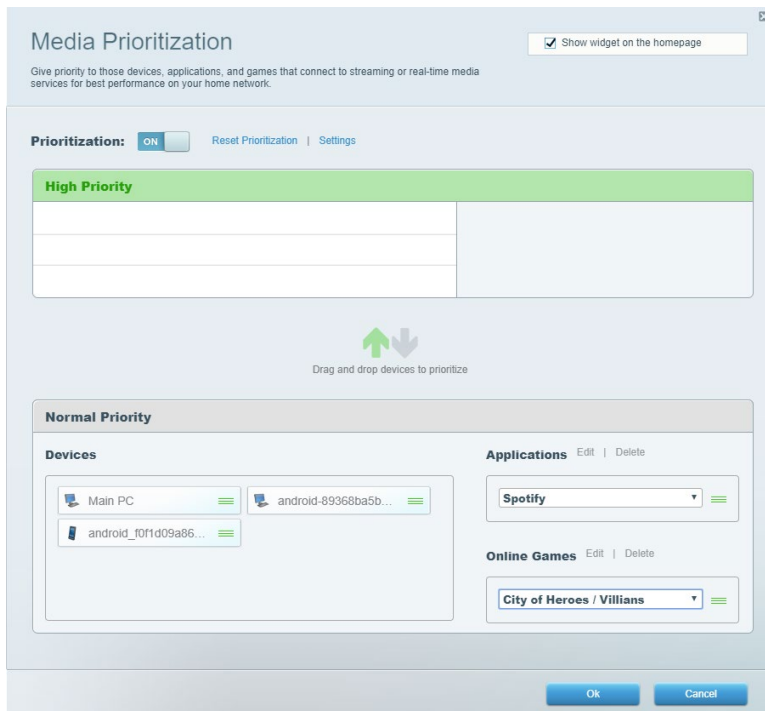 Media Prioritization
Show widget on the homepage
Give priority to those devices, applications, and games that connect to streaming or real-time media
services for best performance on your home network.
Prioritization: ON Reset Prioritization | Settings
High Priority
Drag and drop devices to prioritize
Normal Priority
Devices
Main PC
android-89368ba5b...
android_f0f1d09a86...
Applications Edit | Delete
Spotify
Online Games Edit | Delete
City of Heroes / Villians
Ok
Cancel